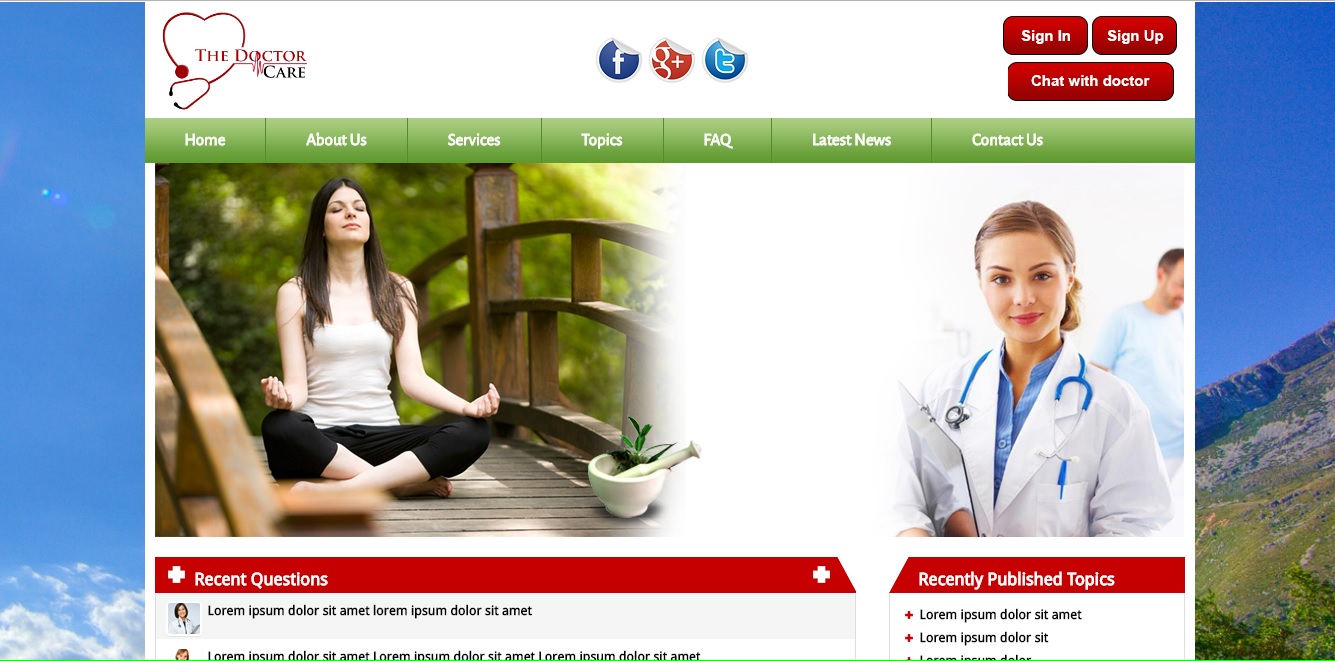 THE DOCTOR
CARE
f
g+
t
Sign In
Sign Up
Chat with doctor
Home
About Us
Services
Topics
FAQ
Latest News
Contact Us
Recent Questions
Recently Published Topics
Lorem ipsum dolor sit amet lorem ipsum dolor sit amet
Lorem ipsum dolor sit amet Lorem ipsum dolor sit amet Lorem ipsum dolor sit amet
Lorem ipsum dolor sit amet
Lorem ipsum dolor sit
Lorem ipsum dolor